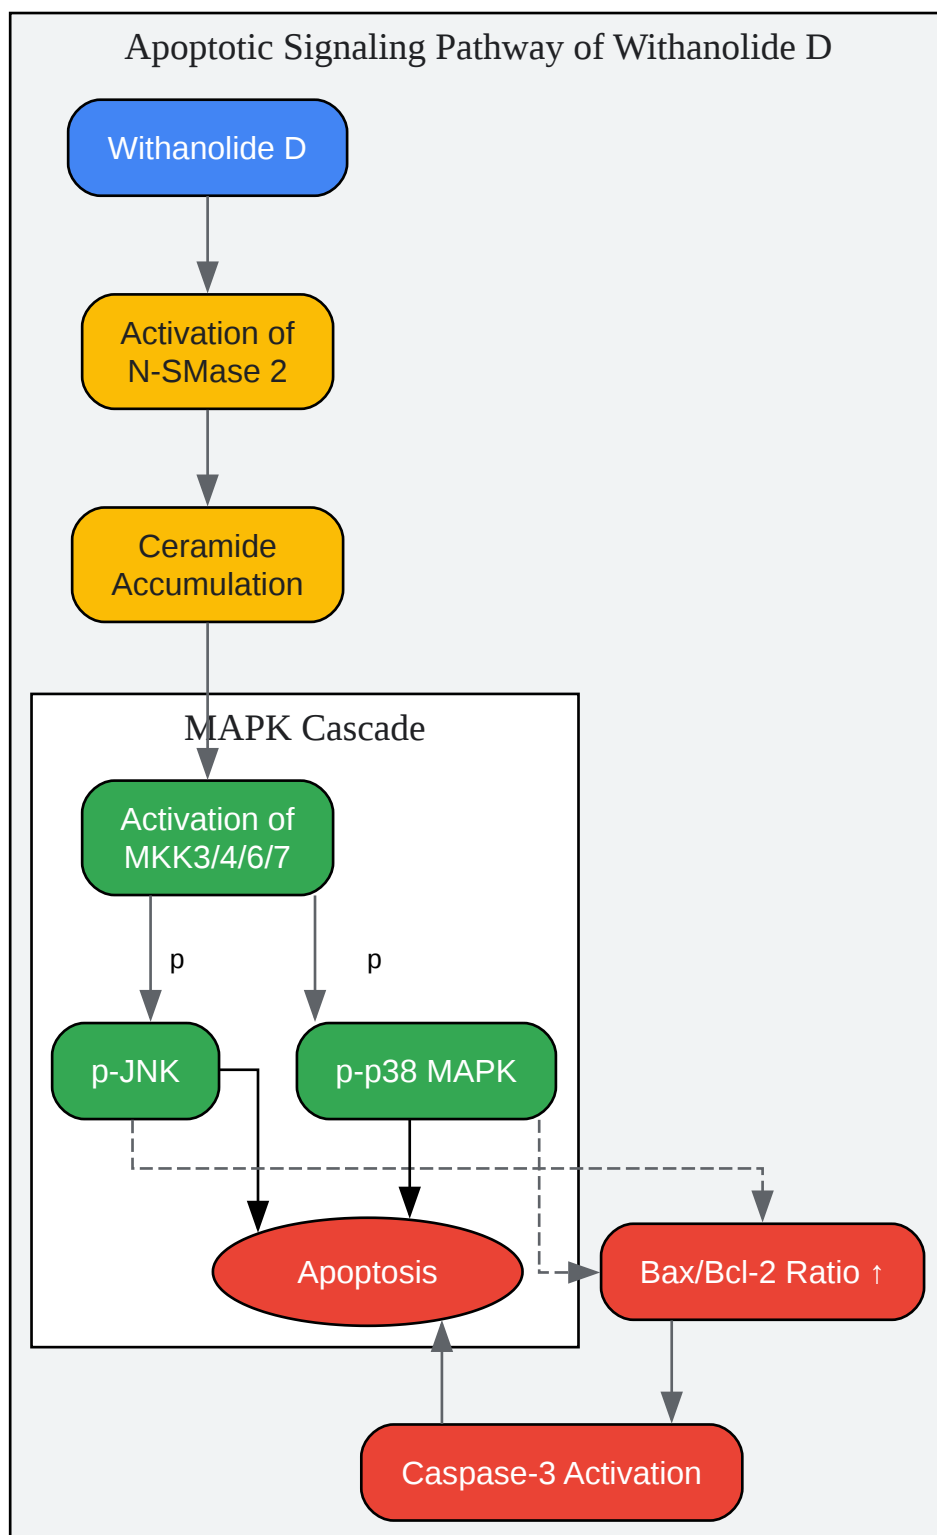 Apoptotic Signaling Pathway of Withanolide D
Withanolide D
Activation of
N-SMase 2
Ceramide
Accumulation
MAPK Cascade
Activation of
MKK3/4/6/7
p
p
p-JNK
p-p38 MAPK
Apoptosis
Bax/Bcl-2 Ratio ↑
Caspase-3 Activation